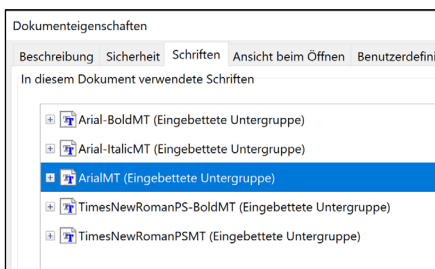 Dokumenteigenschaften
Beschreibung Sicherheit Schriften Ansicht beim Öffnen Benutzerdefini
In diesem Dokument verwendete Schriften
Arial-BoldMT (Eingebettete Untergruppe)
Arial-ItalicMT (Eingebettete Untergruppe)
ArialMT (Eingebettete Untergruppe)
TimesNewRomanPS-BoldMT (Eingebettete Untergruppe)
TimesNewRomanPSMT (Eingebettete Untergruppe)